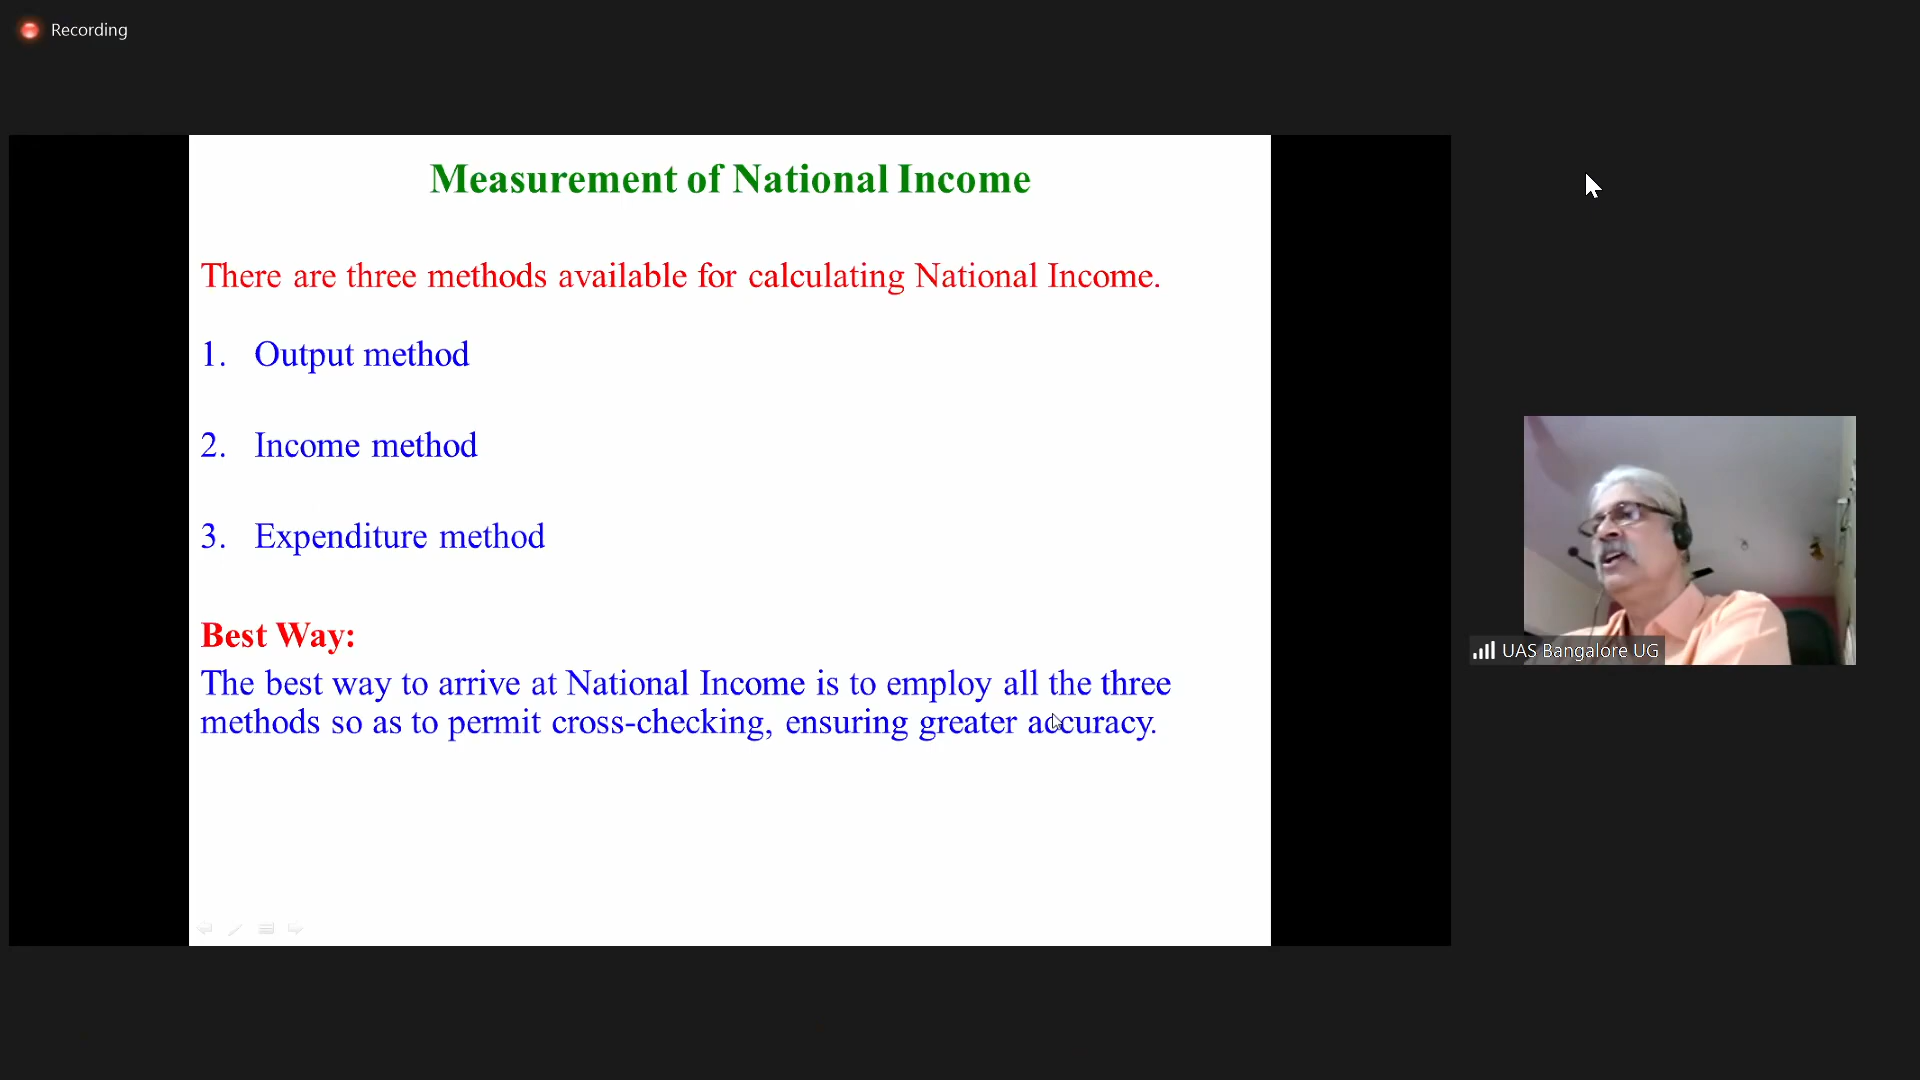 Recording
Measurement of National Income
There are three methods available for calculating National Income.
1. Output method
2. Income method
3. Expenditure method
Best Way:
The best way to arrive at National Income is to employ all the three
methods so as to permit cross-checking, ensuring greater accuracy.
UAS Bangalore UG